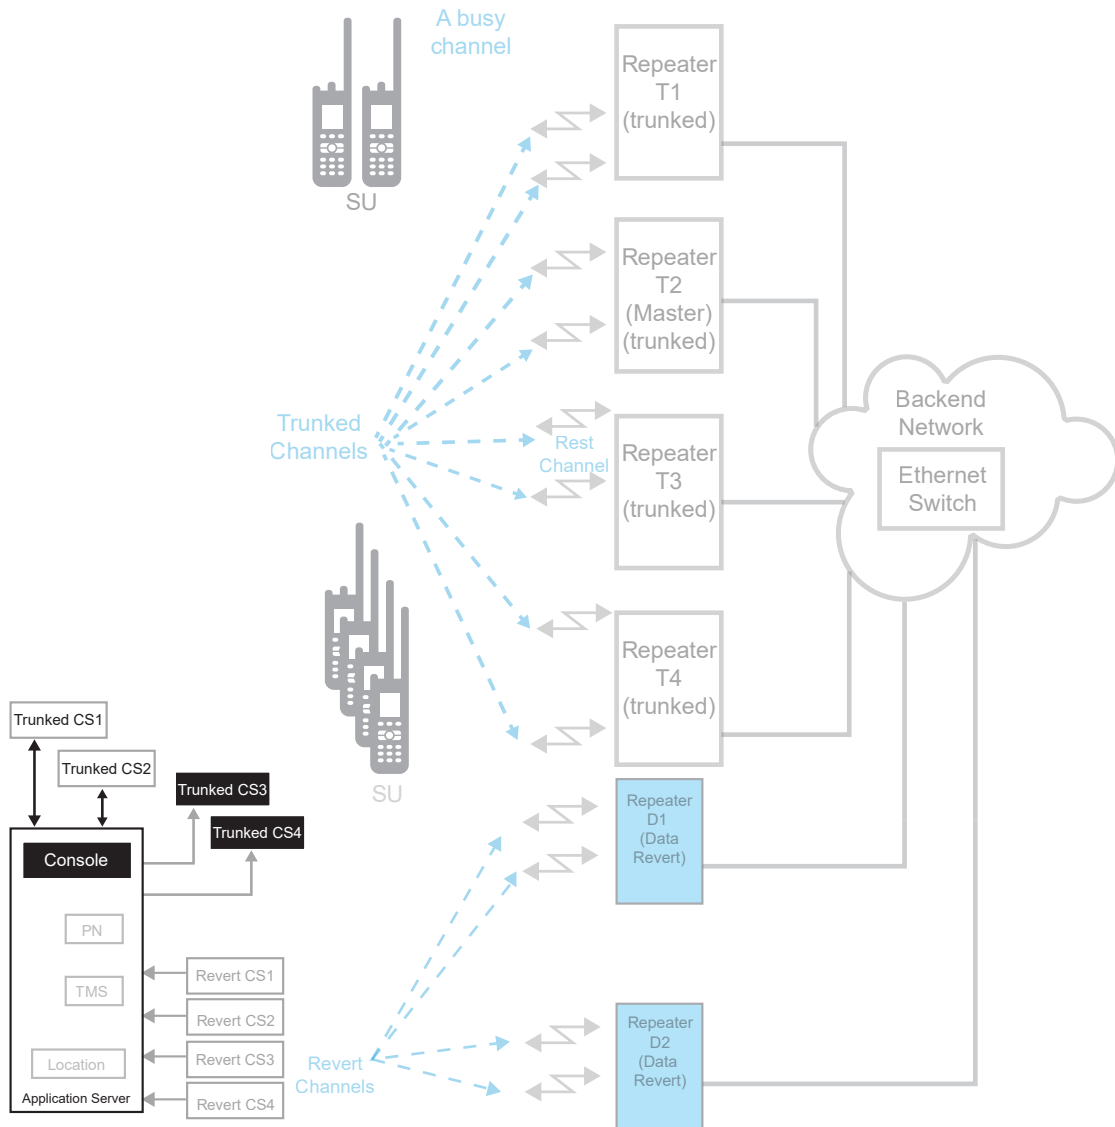 A busy
channel
SU
Repeater
T1
(trunked)
Repeater
T2
(Master)
(trunked)
Trunked
Channels
Rest
Channel
Repeater
T3
(trunked)
Backend
Network
Ethernet
Switch
Repeater
T4
(trunked)
SU
Trunked CS1
Trunked CS2
Trunked CS3
Trunked CS4
Console
PN
TMS
Location
Application Server
Revert CS1
Revert CS2
Revert CS3
Revert CS4
Revert
Channels
Repeater
D1
(Data
Revert)
Repeater
D2
(Data
Revert)